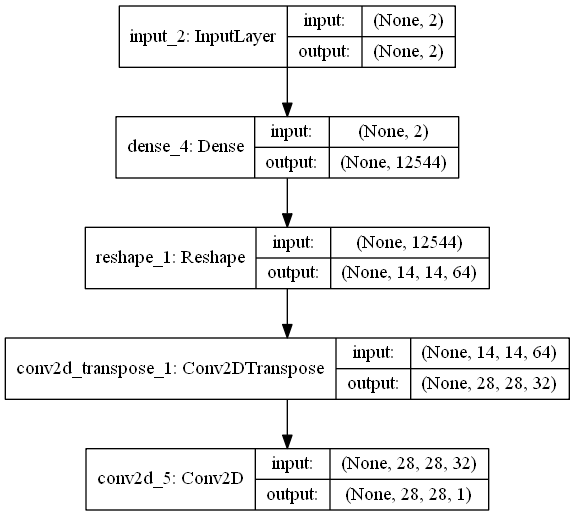 input_2: InputLayer
input: (None, 2)
output: (None, 2)
dense_4: Dense
input: (None, 2)
output: (None, 12544)
reshape_1: Reshape
input: (None, 12544)
output: (None, 14, 14, 64)
conv2d_transpose_1: Conv2DTranspose
input: (None, 14, 14, 64)
output: (None, 28, 28, 32)
conv2d_5: Conv2D
input: (None, 28, 28, 32)
output: (None, 28, 28, 1)